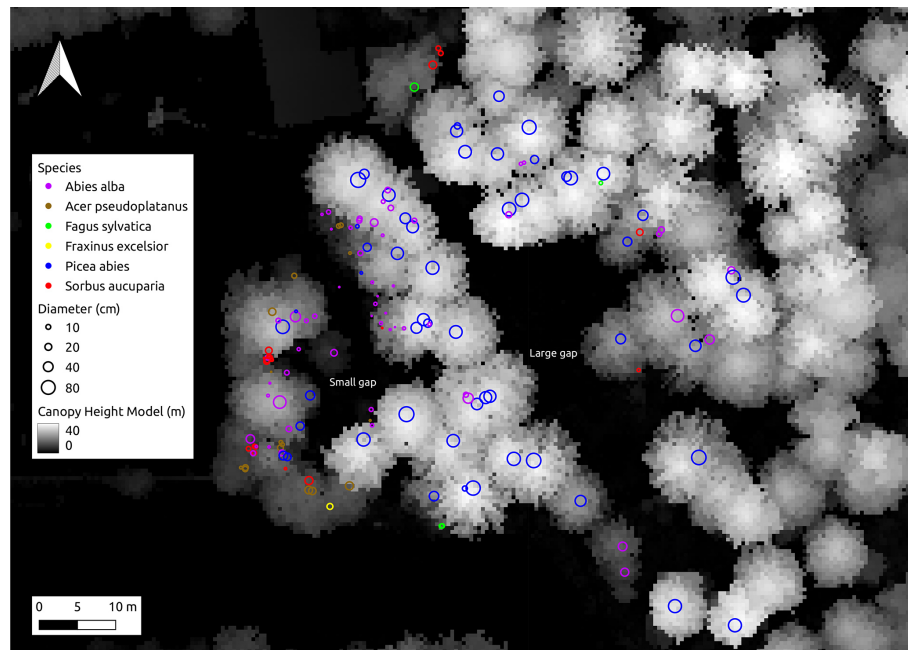 Species
Abies alba
Acer pseudoplatanus
Fagus sylvatica
Fraxinus excelsior
Picea abies
Sorbus aucuparia
Diameter (cm)
10
20
40
80
Canopy Height Model (m)
40
0
Large gap
Small gap
0 5 10 m